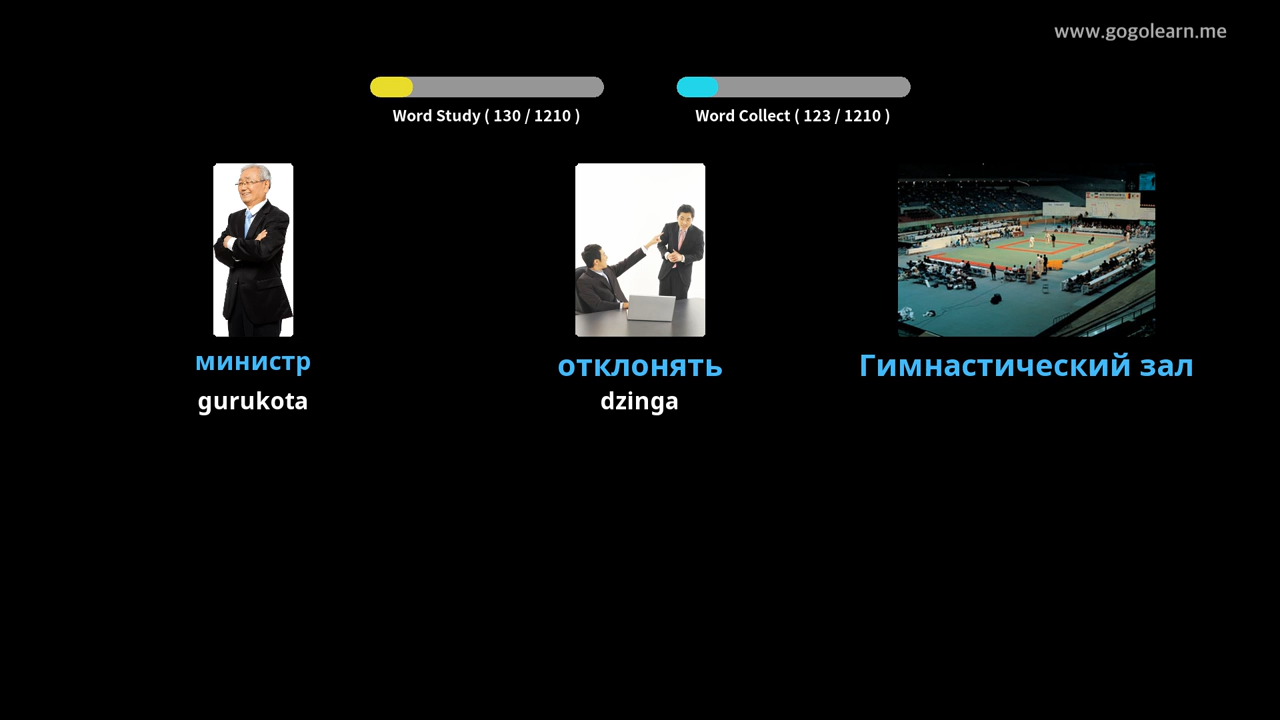 www.gogolearn.me
Word Study ( 130 / 1210 )
Word Collect ( 123 / 1210 )
министр
отклонять
Гимнастический зал
gurukota
dzinga